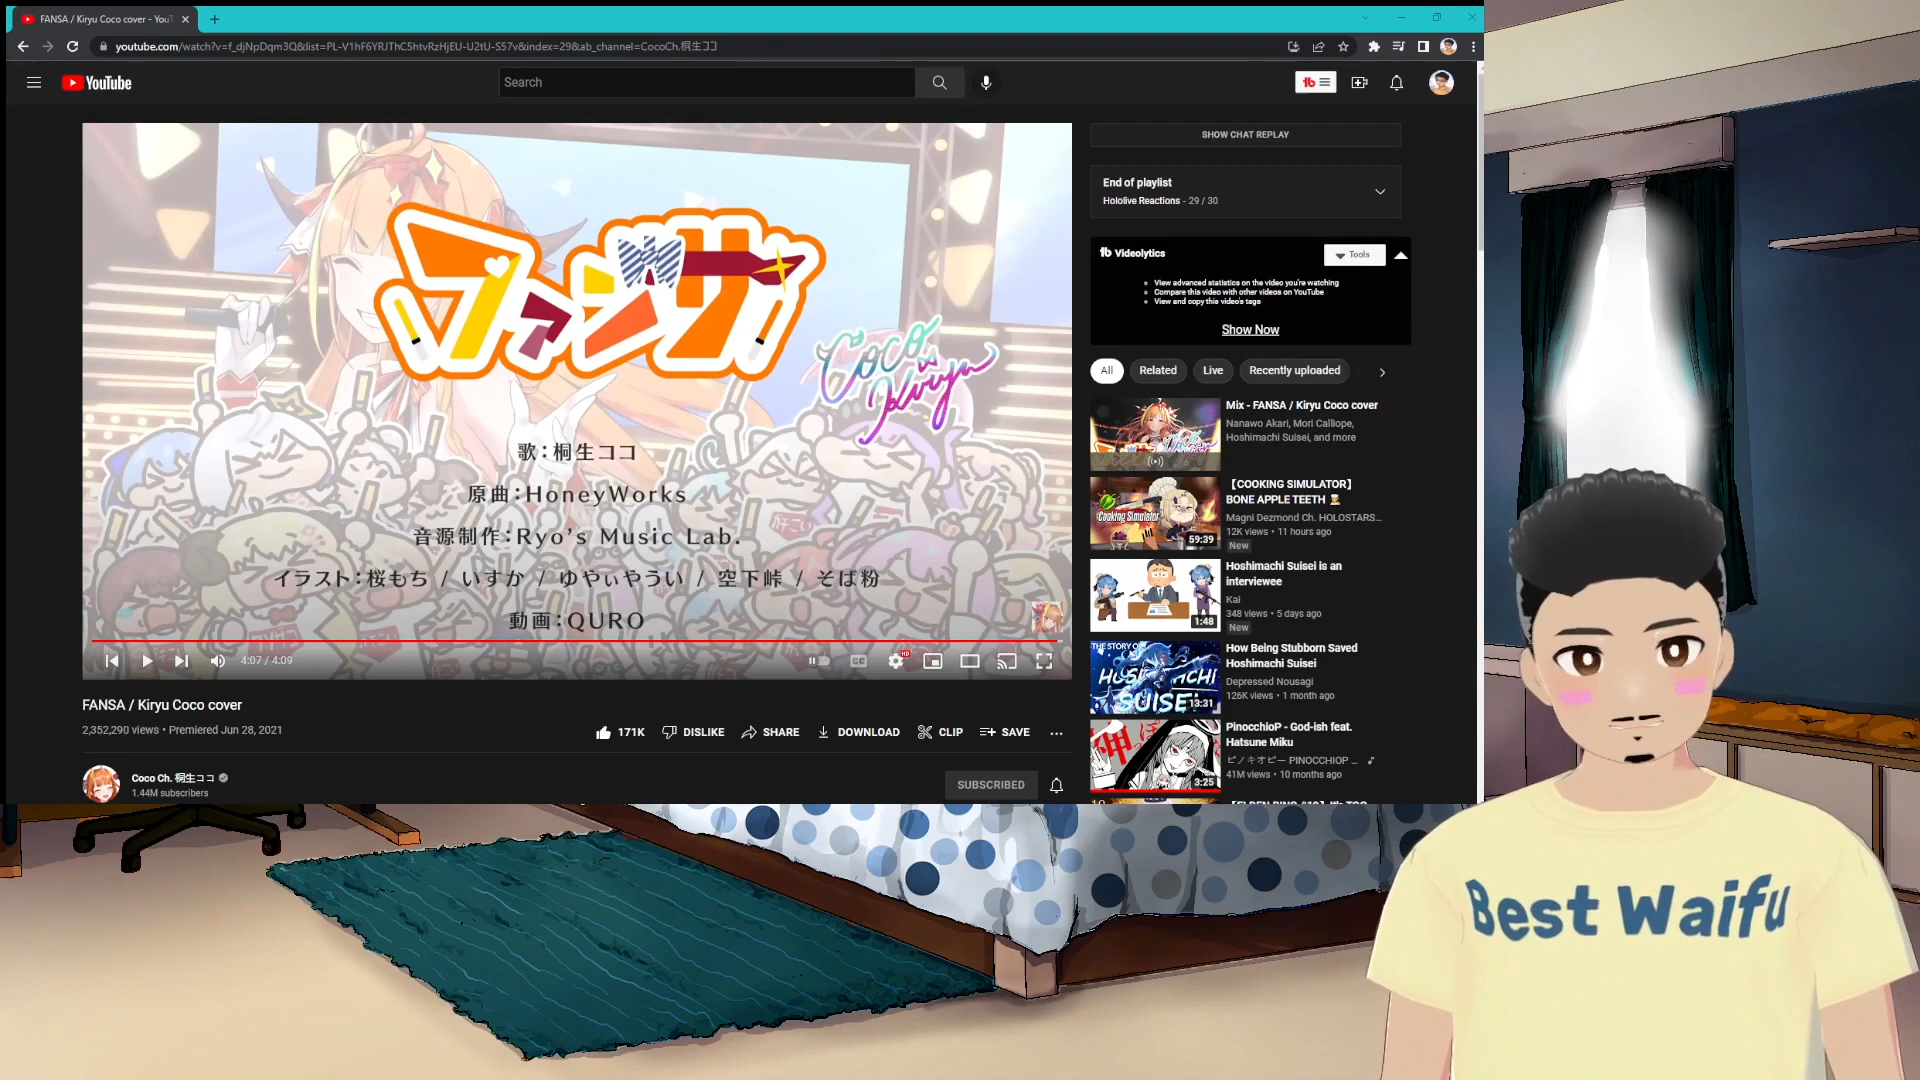 FANSA / Kiryu Coco cover - YouT
youtube.com/watch?v=f_djNpDqm3Q&list=PL-V1hF6YRJThC5htvRzHjEU-U2tU-S57v&index=29&ab_channel=CocoCh.桐生ココ
YouTube
Search
ファンサ
Coco Kiryu
歌:桐生ココ
原曲:HoneyWorks
音源制作:Ryo's Music Lab.
イラスト:桜もち / いすか / ゆやぃやうい / 空下峠 / そば粉
動画:QURO
4:07 / 4:09
CC
HD
FANSA / Kiryu Coco cover
2,352,290 views • Premiered Jun 28, 2021
171K
DISLIKE
SHARE
DOWNLOAD
CLIP
SAVE
Coco Ch. 桐生ココ
1.44M subscribers
SUBSCRIBED
SHOW CHAT REPLAY
End of playlist
Hololive Reactions - 29 / 30
Videolytics
Tools
View advanced statistics on the video you're watching
Compare this video with other videos on YouTube
View and copy this video's tags
Show Now
All
Related
Live
Recently uploaded
Mix - FANSA / Kiryu Coco cover
Nanawo Akari, Mori Calliope,
Hoshimachi Suisei, and more
Cooking Simulator
59:39
【COOKING SIMULATOR】
BONE APPLE TEETH
Magni Dezmond Ch. HOLOSTARS...
12K views • 11 hours ago
New
1:48
Hoshimachi Suisei is an
interviewee
Kai
348 views • 5 days ago
New
THE STORY OF
SUISEI
13:31
How Being Stubborn Saved
Hoshimachi Suisei
Depressed Nousagi
126K views • 1 month ago
3:25
PinocchioP - God-ish feat.
Hatsune Miku
ピノキオピー PINOCCHIOP ...
41M views • 10 months ago
Best Waifu